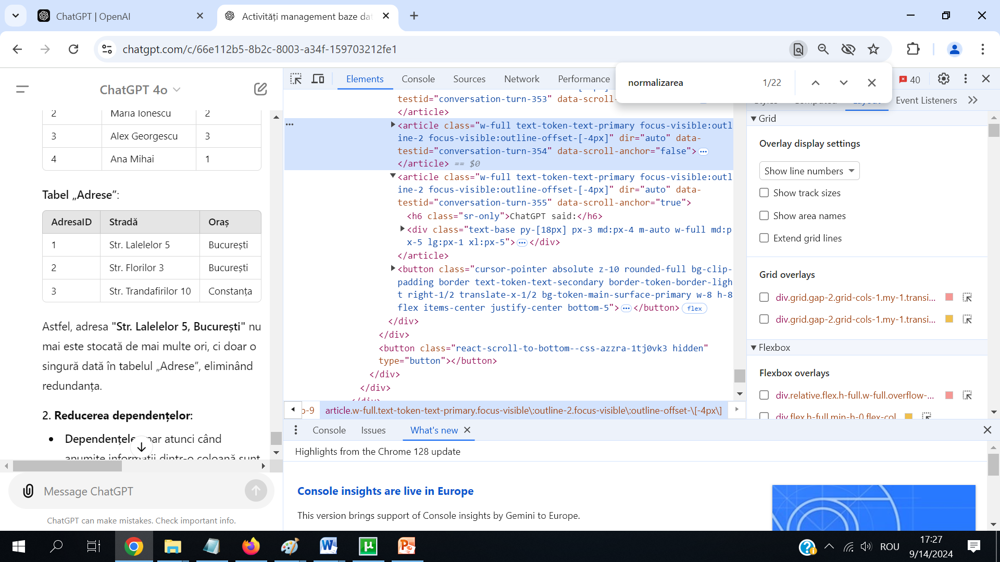 ChatGPT | OpenAI
Activități management baze dat
chatgpt.com/c/66e112b5-8b2c-8003-a34f-159703212fe1
normalizarea 1/22
ChatGPT 4o
2 Maria Ionescu 2
3 Alex Georgescu 3
4 Ana Mihai 1
Tabel „Adrese”:
AdresaID Stradă Oraș
1 Str. Lalelelor 5 București
2 Str. Florilor 3 București
3 Str. Trandafirilor 10 Constanța
Astfel, adresa "Str. Lalelelor 5, București" nu
mai este stocată de mai multe ori, ci doar o
singură dată în tabelul „Adrese”, eliminând
redundanța.
2. Reducerea dependențelor:
Dependențele apar atunci când
anumite informații dintr-o coloană sunt
Message ChatGPT
ChatGPT can make mistakes. Check important info.
Elements Console Sources Network Performance
40
testid="conversation-turn-353" data-scroll-
</article>
<article class="w-full text-token-text-primary focus-visible:outl
ine-2 focus-visible:outline-offset-[-4px]" dir="auto" data-
testid="conversation-turn-354" data-scroll-anchor="false">
</article> == $0
<article class="w-full text-token-text-primary focus-visible:outl
ine-2 focus-visible:outline-offset-[-4px]" dir="auto" data-
testid="conversation-turn-355" data-scroll-anchor="true">
<h6 class="sr-only">ChatGPT said:</h6>
<div class="text-base py-[18px] px-3 md:px-4 m-auto w-full md:p
x-5 lg:px-1 xl:px-5"> </div>
</article>
<button class="cursor-pointer absolute z-10 rounded-full bg-clip-
padding border text-token-text-secondary border-token-border-ligh
t right-1/2 translate-x-1/2 bg-token-main-surface-primary w-8 h-8
flex items-center justify-center bottom-5"> </button> flex
</div>
</div>
<button class="react-scroll-to-bottom--css-azzra-1tj0vk3 hidden"
type="button"></button>
</div>
</div>
</div>
p-9 article.w-full.text-token-text-primary.focus-visible\:outline-2.focus-visible\:outline-offset-\[-4px\]
Styles Computed Layout Event Listeners
Grid
Overlay display settings
Show line numbers
Show track sizes
Show area names
Extend grid lines
Grid overlays
div.grid.gap-2.grid-cols-1.my-1.transi...
div.grid.gap-2.grid-cols-1.my-1.transi...
Flexbox
Flexbox overlays
div.relative.flex.h-full.w-full.overflow-...
div.flex.h-full.min-h-0.flex-col
Console Issues What's new
Highlights from the Chrome 128 update
Console insights are live in Europe
This version brings support of Console insights by Gemini to Europe.
ROU
17:27
9/14/2024